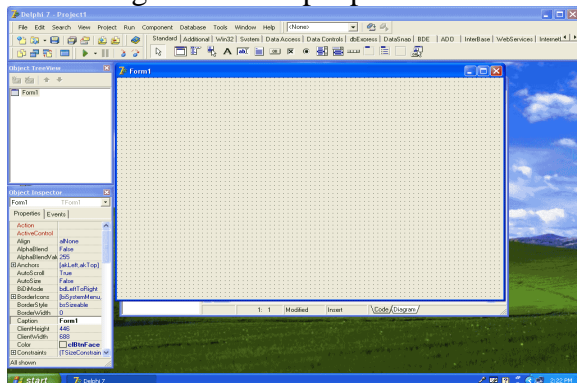 Delphi 7 - Project1
File Edit Search View Project Run Component Database Tools Window Help <None>
Standard Additional Win32 System Data Access Data Controls dbExpress DataSnap BDE ADO InterBase WebServices
Object TreeView
Form1
Form1
Object Inspector
Form1 TForm1
Properties Events
Action
ActiveControl
Align alNone
AlphaBlend False
AlphaBlendVal 255
Anchors [akLeft,akTop]
AutoScroll True
AutoSize False
BiDiMode bdLeftToRight
BorderIcons [biSystemMenu,
BorderStyle bsSizeable
BorderWidth 0
Caption Form1
ClientHeight 446
ClientWidth 688
Color clBtnFace
Constraints (TSizeConstrain
All shown
1: 1 Modified Insert Code Diagram
start Delphi 7 2:22 PM